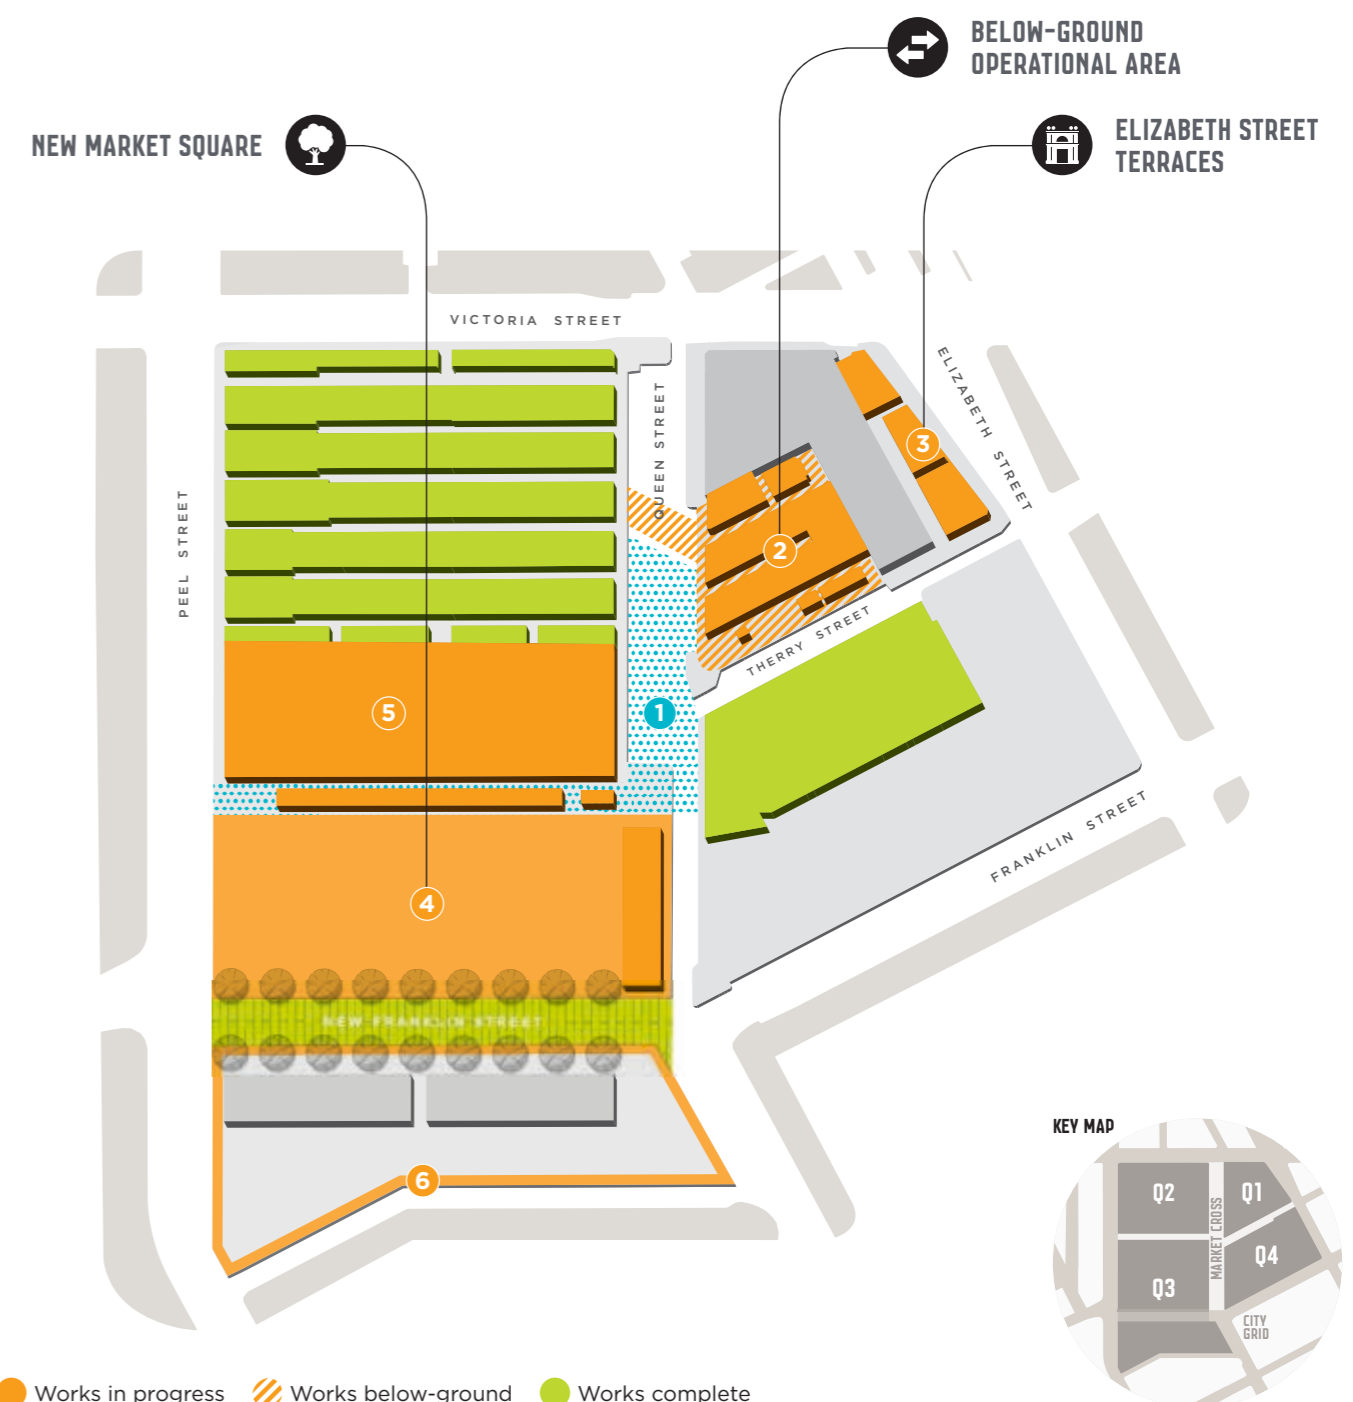 BELOW-GROUND
OPERATIONAL AREA
ELIZABETH STREET
TERRACES
NEW MARKET SQUARE
VICTORIA STREET
QUEEN STREET
ELIZABETH STREET
PEEL STREET
THERRY STREET
FRANKLIN STREET
NEW FRANKLIN STREET
1
2
3
4
5
6
KEY MAP
Q2
Q1
MARKET CROSS
Q4
Q3
CITY
GRID
Works in progress
Works below-ground
Works complete